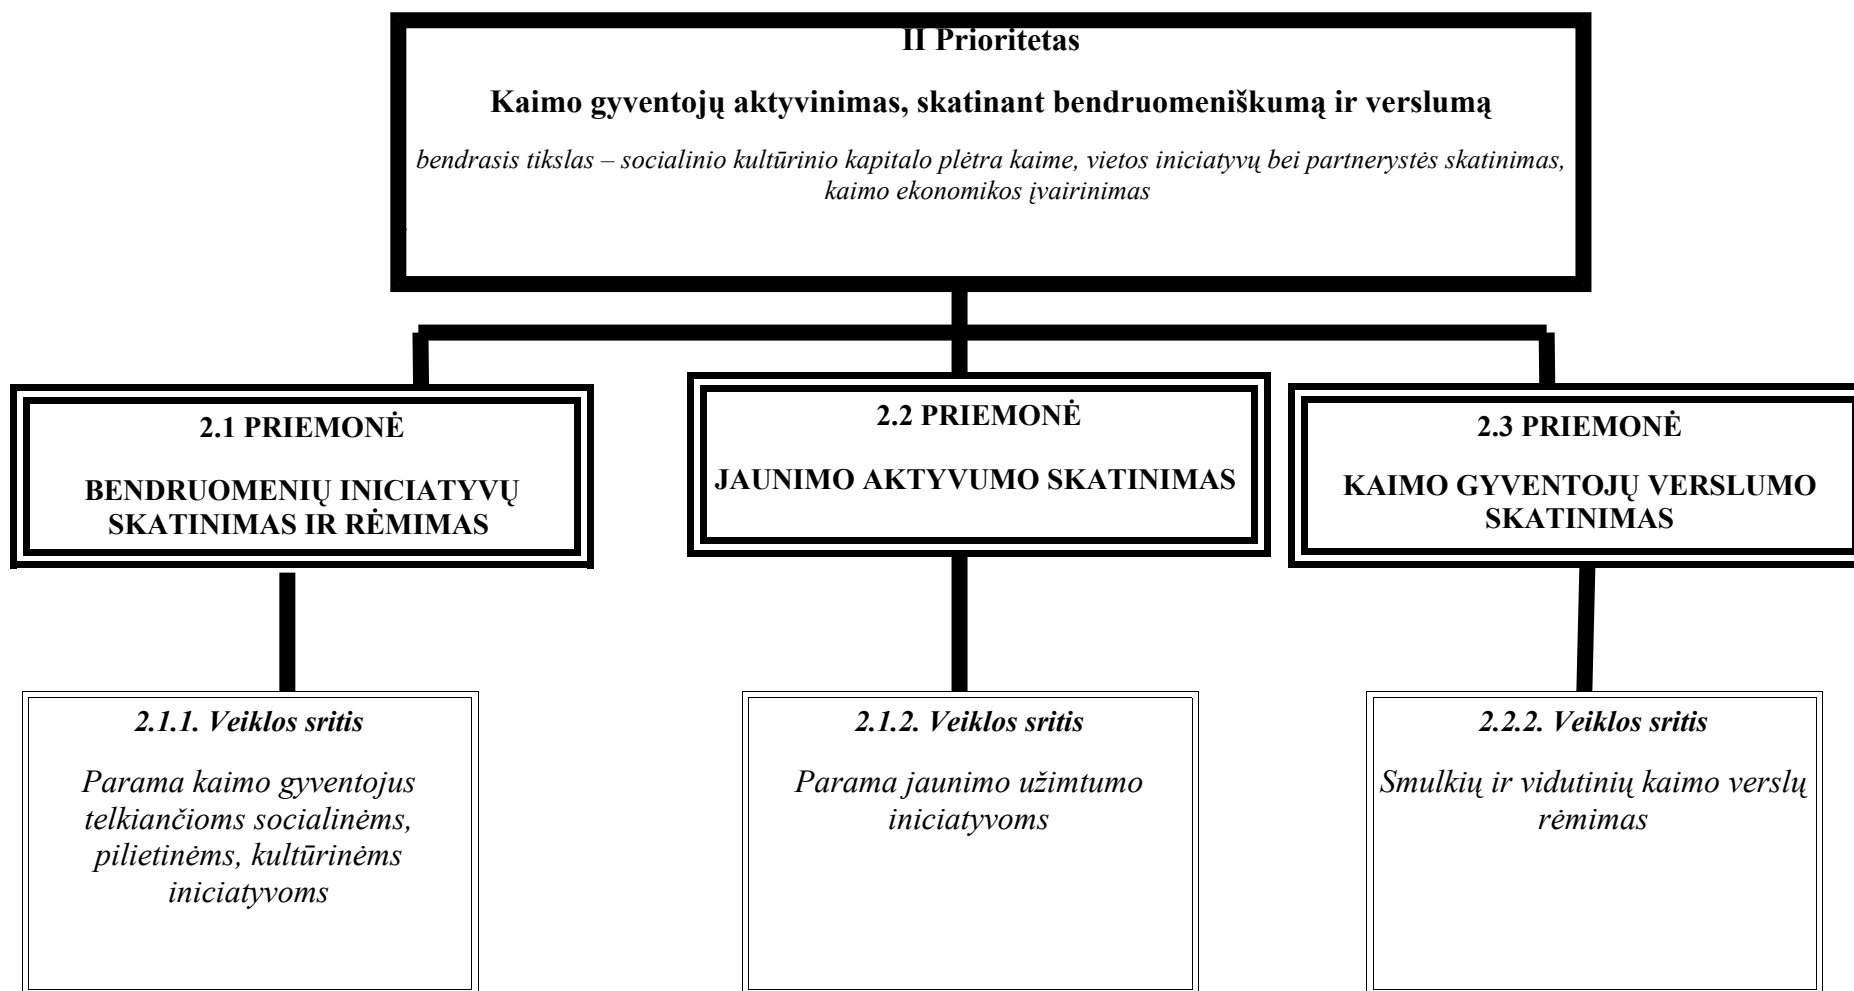 II Prioritetas
Kaimo gyventojų aktyvinimas, skatinant bendruomeniškumą ir verslumą
bendrasis tikslas – socialinio kultūrinio kapitalo plėtra kaime, vietos iniciatyvų bei partnerystės skatinimas,
kaimo ekonomikos įvairinimas
2.1 PRIEMONĖ
BENDRUOMENIŲ INICIATYVŲ
SKATINIMAS IR RĖMIMAS
2.2 PRIEMONĖ
JAUNIMO AKTYVUMO SKATINIMAS
2.3 PRIEMONĖ
KAIMO GYVENTOJŲ VERSLUMO
SKATINIMAS
2.1.1. Veiklos sritis
Parama kaimo gyventojus
telkiančioms socialinėms,
pilietinėms, kultūrinėms
iniciatyvoms
2.1.2. Veiklos sritis
Parama jaunimo užimtumo
iniciatyvoms
2.2.2. Veiklos sritis
Smulkių ir vidutinių kaimo verslų
rėmimas